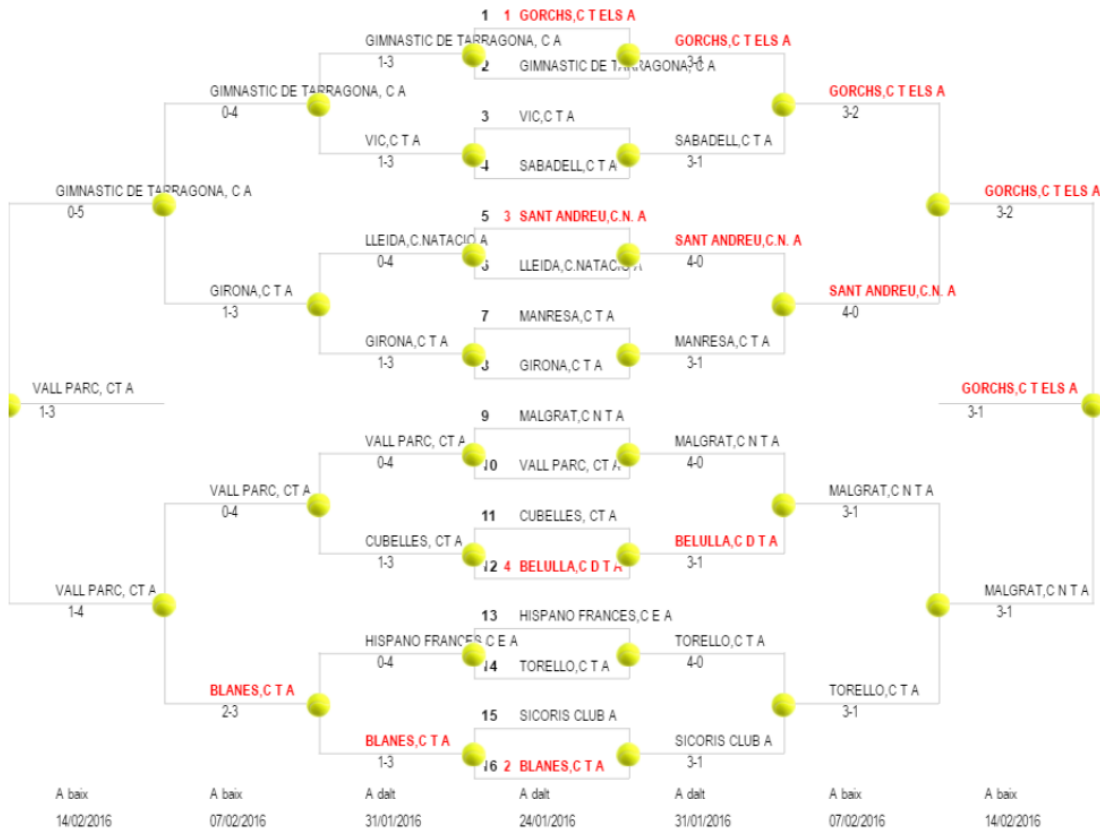 1 1 GORCHS,C T ELS A
GIMNASTIC DE TARRAGONA, C A
GORCHS,C T ELS A
1-3
3-1
2 GIMNASTIC DE TARRAGONA, C A
GIMNASTIC DE TARRAGONA, C A
GORCHS,C T ELS A
0-4
3-2
3 VIC,C T A
VIC,C T A
SABADELL,C T A
1-3
3-1
4 SABADELL,C T A
GIMNASTIC DE TARRAGONA, C A
GORCHS,C T ELS A
0-5
3-2
5 3 SANT ANDREU,C.N. A
LLEIDA,C.NATACIO A
SANT ANDREU,C.N. A
0-4
4-0
6 LLEIDA,C.NATACIO A
GIRONA,C T A
SANT ANDREU,C.N. A
1-3
4-0
7 MANRESA,C T A
GIRONA,C T A
MANRESA,C T A
1-3
3-1
8 GIRONA,C T A
VALL PARC, CT A
GORCHS,C T ELS A
1-3
3-1
9 MALGRAT,C N T A
VALL PARC, CT A
MALGRAT,C N T A
0-4
4-0
10 VALL PARC, CT A
VALL PARC, CT A
MALGRAT,C N T A
0-4
3-1
11 CUBELLES, CT A
CUBELLES, CT A
BELULLA,C D T A
1-3
3-1
12 4 BELULLA,C D T A
VALL PARC, CT A
MALGRAT,C N T A
1-4
3-1
13 HISPANO FRANCES,C E A
HISPANO FRANCES,C E A
TORELLO,C T A
0-4
4-0
14 TORELLO,C T A
BLANES,C T A
TORELLO,C T A
2-3
3-1
15 SICORIS CLUB A
BLANES,C T A
SICORIS CLUB A
1-3
3-1
16 2 BLANES,C T A
A baix A baix A dalt A dalt A dalt A baix A baix
14/02/2016 07/02/2016 31/01/2016 24/01/2016 31/01/2016 07/02/2016 14/02/2016